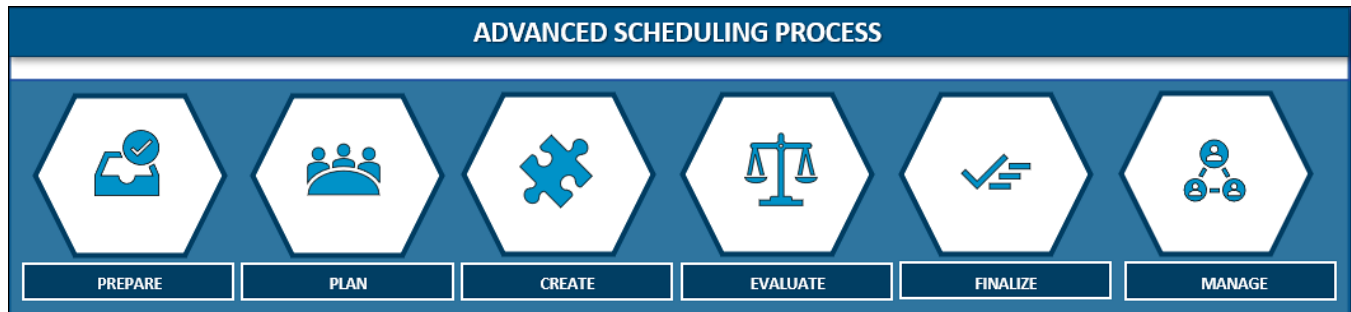 ADVANCED SCHEDULING PROCESS
PREPARE
PLAN
CREATE
EVALUATE
FINALIZE
MANAGE